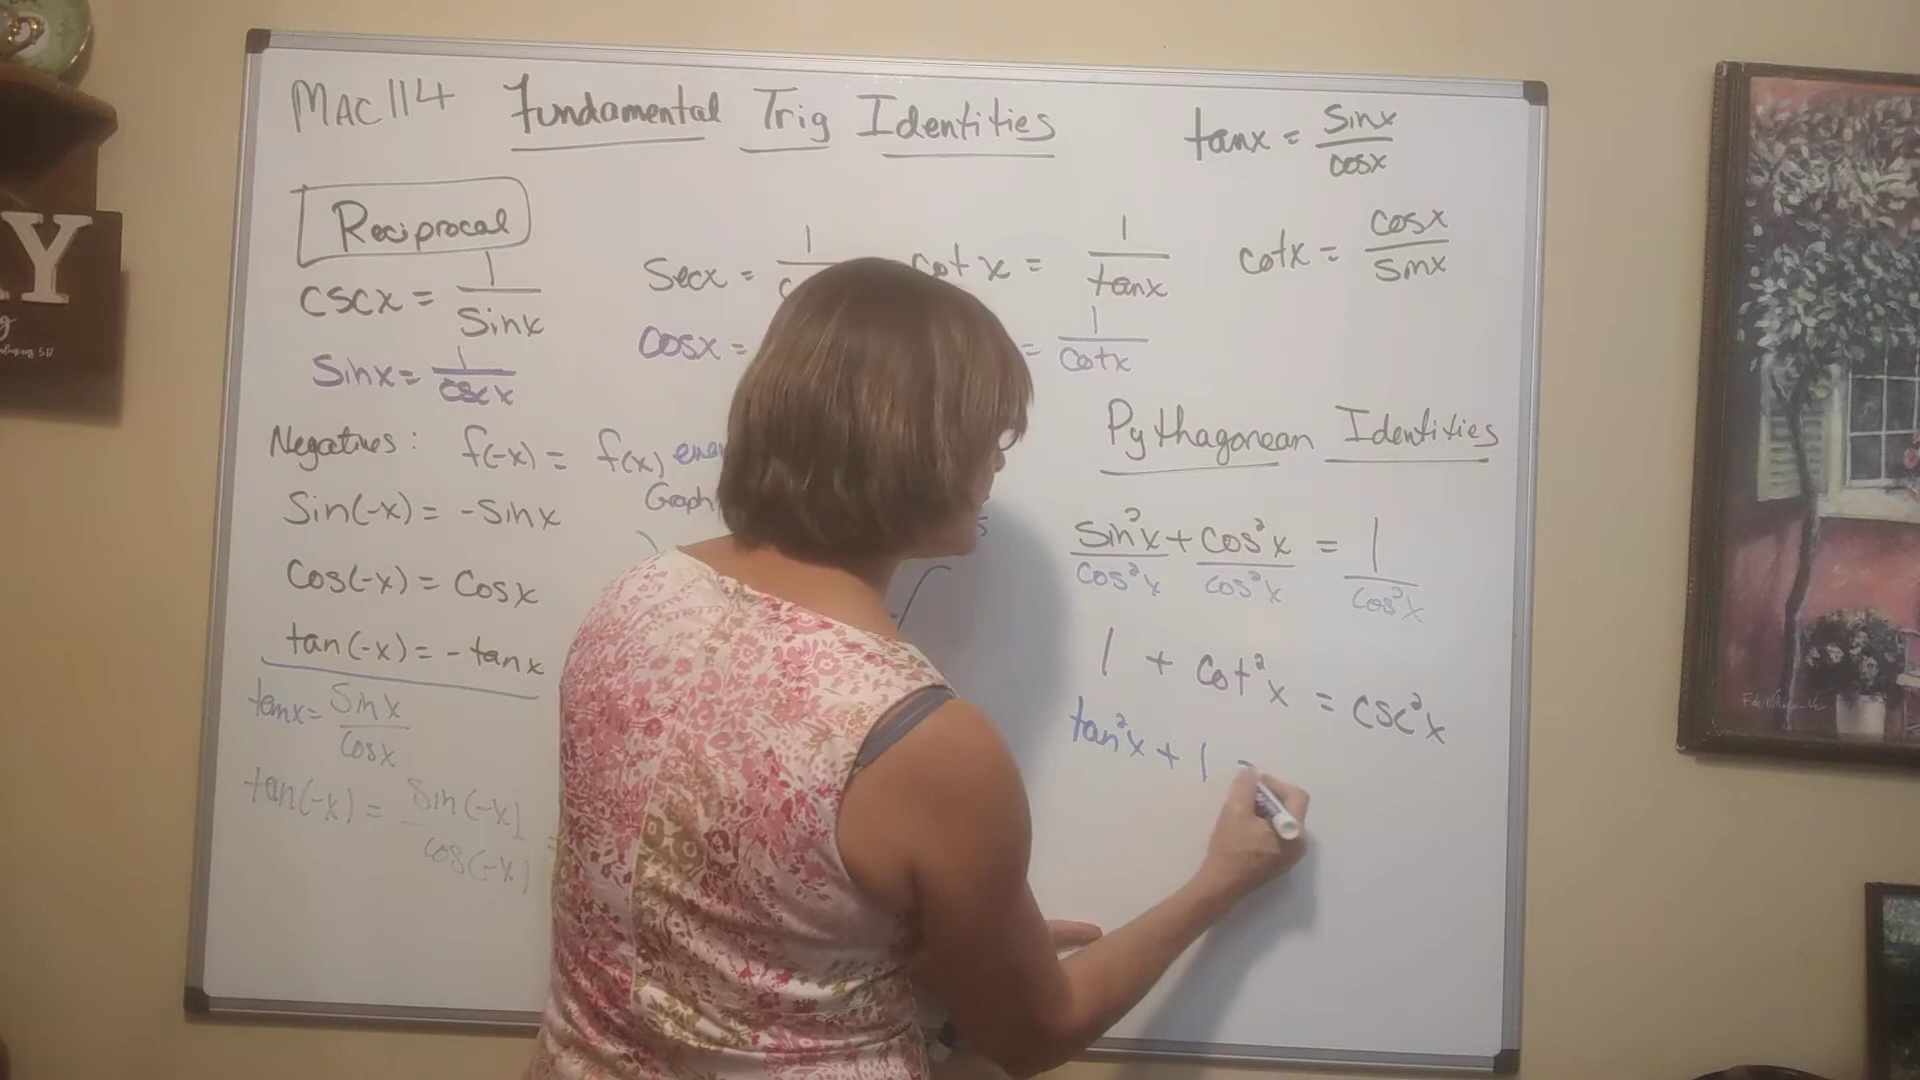 MAC 1114 Fundamental Trig Identities
tanx = sinx/cosx
Reciprocal
cscx = 1/sinx
secx = 1/
cotx = 1/tanx
cotx = cosx/sinx
sinx = 1/cscx
cosx =
= 1/cotx
Negatives: f(-x) = f(x)
Graph
sin(-x) = -sinx
cos(-x) = cosx
tan(-x) = -tanx
tanx = sinx/cosx
tan(-x) = sin(-x)/cos(-x) =
Pythagorean Identities
sin²x/cos²x + cos²x/cos²x = 1/cos²x
1 + cot²x = csc²x
tan²x + 1 =
Y